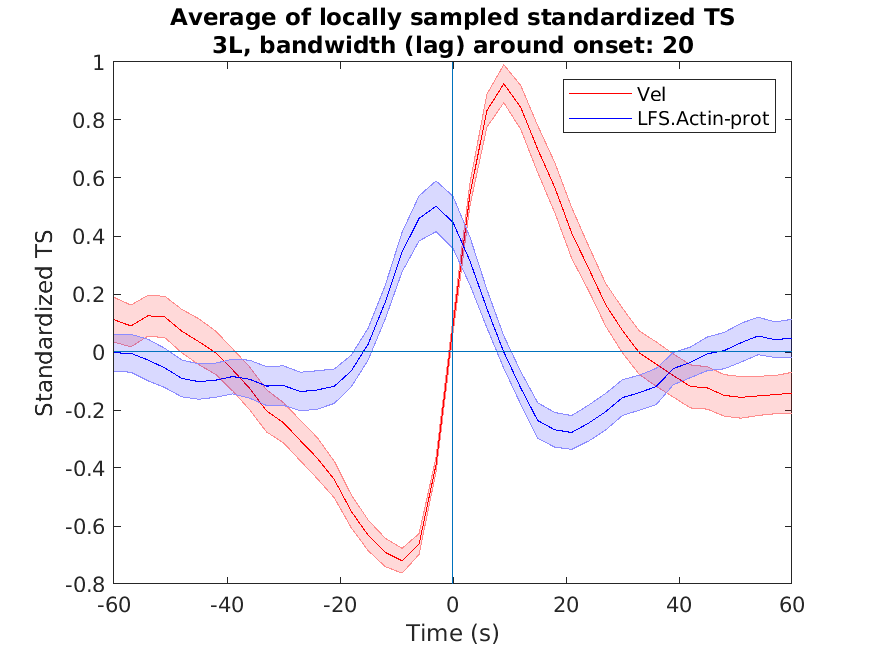 Average of locally sampled standardized TS
3L, bandwidth (lag) around onset: 20
1
0.8
0.6
0.4
0.2
0
-0.2
-0.4
-0.6
-0.8
Standardized TS
Vel
LFS.Actin-prot
-60 -40 -20 0 20 40 60
Time (s)